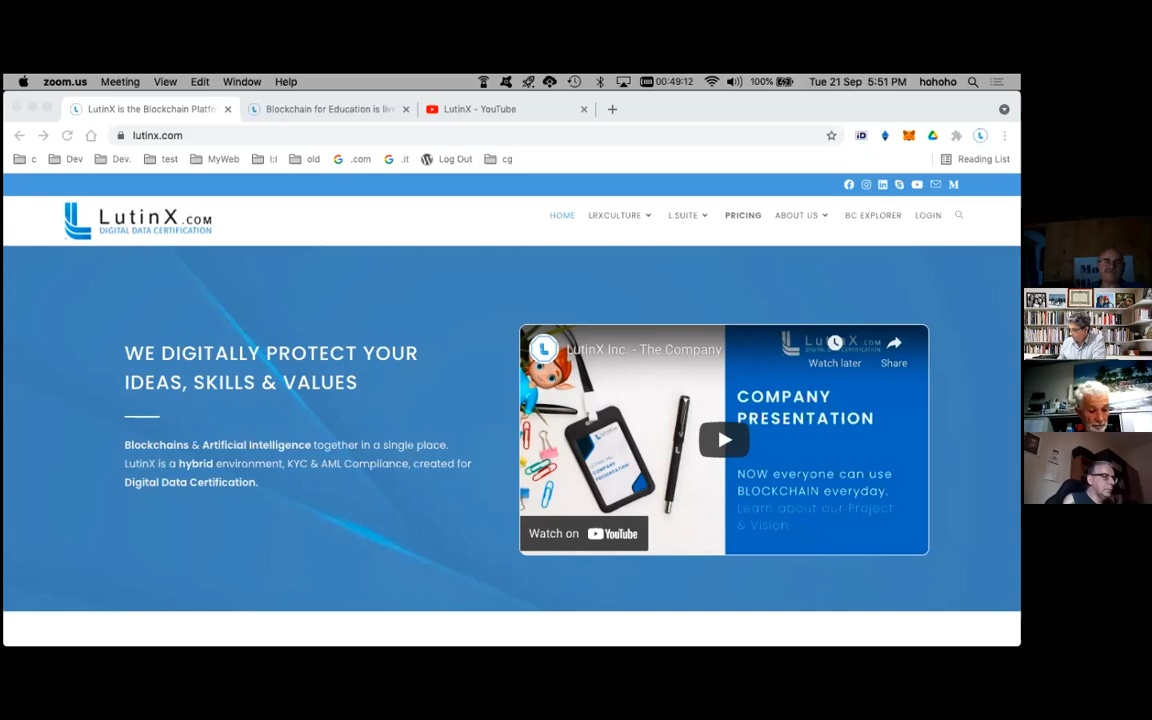 zoom.us Meeting View Edit Window Help 00:49:12 100% Tue 21 Sep 5:51 PM hohoho
LutinX is the Blockchain Platfo Blockchain for Education is live LutinX - YouTube
lutinx.com
c Dev Dev. test MyWeb I:I old .com .it Log Out cg Reading List
LutinX.COM
DIGITAL DATA CERTIFICATION
HOME LRXCULTURE L.SUITE PRICING ABOUT US BC EXPLORER LOGIN
WE DIGITALLY PROTECT YOUR
IDEAS, SKILLS & VALUES
Blockchains & Artificial Intelligence together in a single place.
LutinX is a hybrid environment, KYC & AML Compliance, created for
Digital Data Certification.
LutinX Inc. - The Company
Watch later Share
COMPANY
PRESENTATION
NOW everyone can use
BLOCKCHAIN everyday.
Learn about our Project
& Vision.
Watch on YouTube